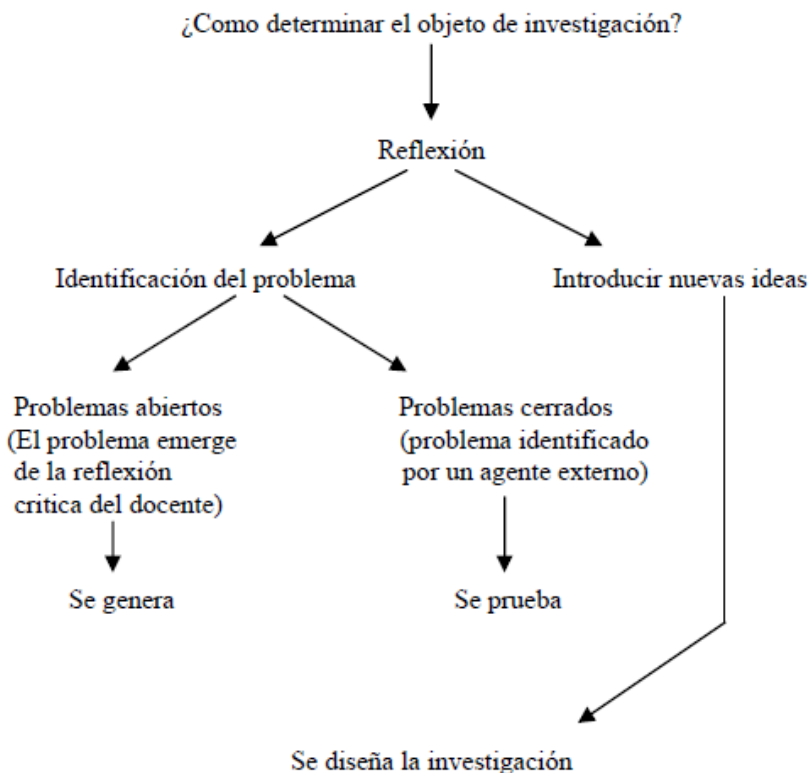 ¿Como determinar el objeto de investigación?
Reflexión
Identificación del problema
Introducir nuevas ideas
Problemas abiertos
(El problema emerge
de la reflexión
critica del docente)
Problemas cerrados
(problema identificado
por un agente externo)
Se genera
Se prueba
Se diseña la investigación